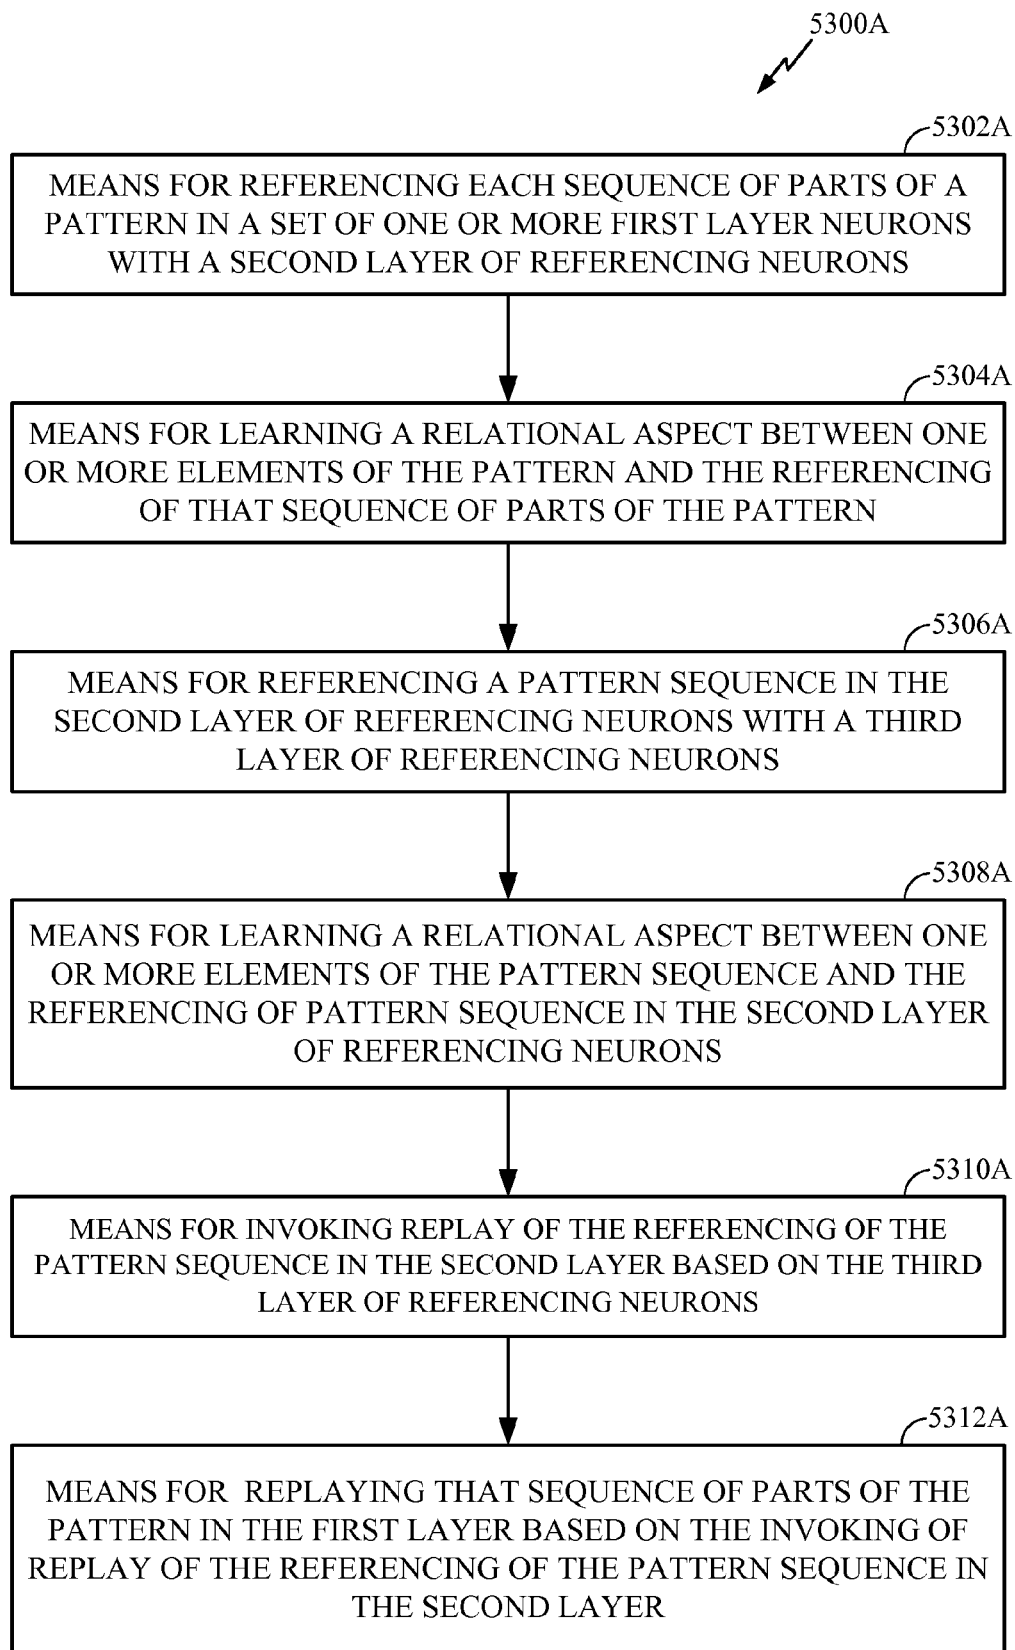 5300A
5302A
MEANS FOR REFERENCING EACH SEQUENCE OF PARTS OF A
PATTERN IN A SET OF ONE OR MORE FIRST LAYER NEURONS
WITH A SECOND LAYER OF REFERENCING NEURONS
5304A
MEANS FOR LEARNING A RELATIONAL ASPECT BETWEEN ONE
OR MORE ELEMENTS OF THE PATTERN AND THE REFERENCING
OF THAT SEQUENCE OF PARTS OF THE PATTERN
5306A
MEANS FOR REFERENCING A PATTERN SEQUENCE IN THE
SECOND LAYER OF REFERENCING NEURONS WITH A THIRD
LAYER OF REFERENCING NEURONS
5308A
MEANS FOR LEARNING A RELATIONAL ASPECT BETWEEN ONE
OR MORE ELEMENTS OF THE PATTERN SEQUENCE AND THE
REFERENCING OF PATTERN SEQUENCE IN THE SECOND LAYER
OF REFERENCING NEURONS
5310A
MEANS FOR INVOKING REPLAY OF THE REFERENCING OF THE
PATTERN SEQUENCE IN THE SECOND LAYER BASED ON THE THIRD
LAYER OF REFERENCING NEURONS
5312A
MEANS FOR REPLAYING THAT SEQUENCE OF PARTS OF THE
PATTERN IN THE FIRST LAYER BASED ON THE INVOKING OF
REPLAY OF THE REFERENCING OF THE PATTERN SEQUENCE IN
THE SECOND LAYER